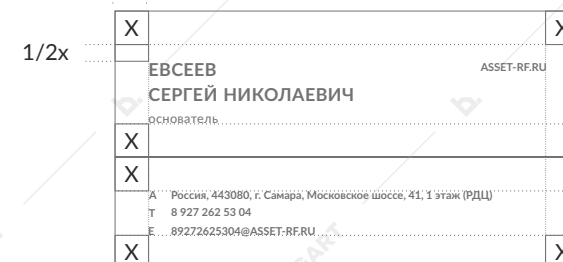 X X
1/2x
ЕВСЕЕВ ASSET-RF.RU
СЕРГЕЙ НИКОЛАЕВИЧ
основатель
X
X
А Россия, 443080, г. Самара, Московское шоссе, 41, 1 этаж (РДЦ)
Т 8 927 262 53 04
Е 89272625304@ASSET-RF.RU
X X